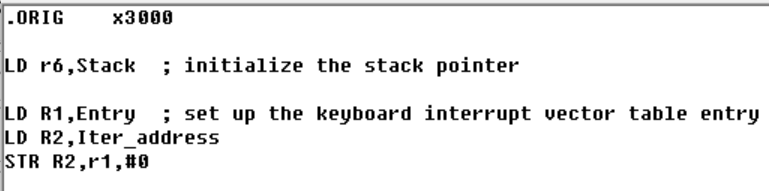 .ORIG    x3000
LD r6,Stack  ; initialize the stack pointer
LD R1,Entry  ; set up the keyboard interrupt vector table entry
LD R2,Iter_address
STR R2,r1,#0